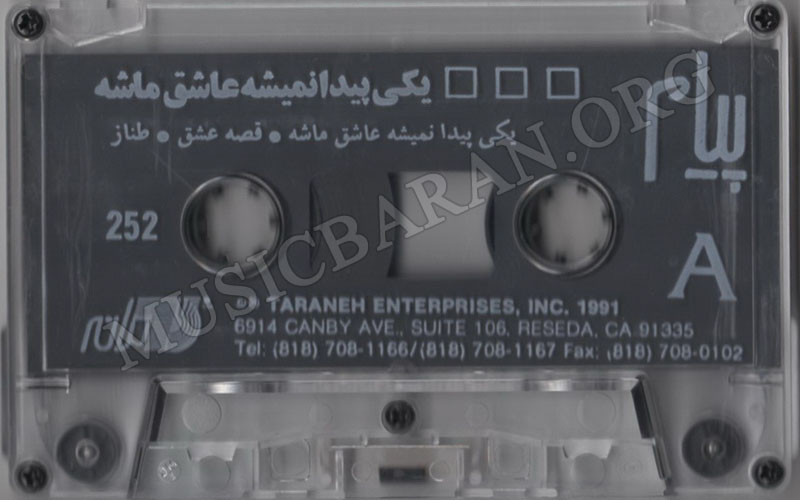 یکی پیدا نمیشه عاشق ماشه
پیام
یکی پیدا نمیشه عاشق ماشه • قصه عشق • طناز
252
A
ترانه
℗ TARANEH ENTERPRISES, INC. 1991
6914 CANBY AVE., SUITE 106, RESEDA, CA 91335
Tel: (818) 708-1166/(818) 708-1167 Fax: (818) 708-0102
MUSICBARAN.ORG